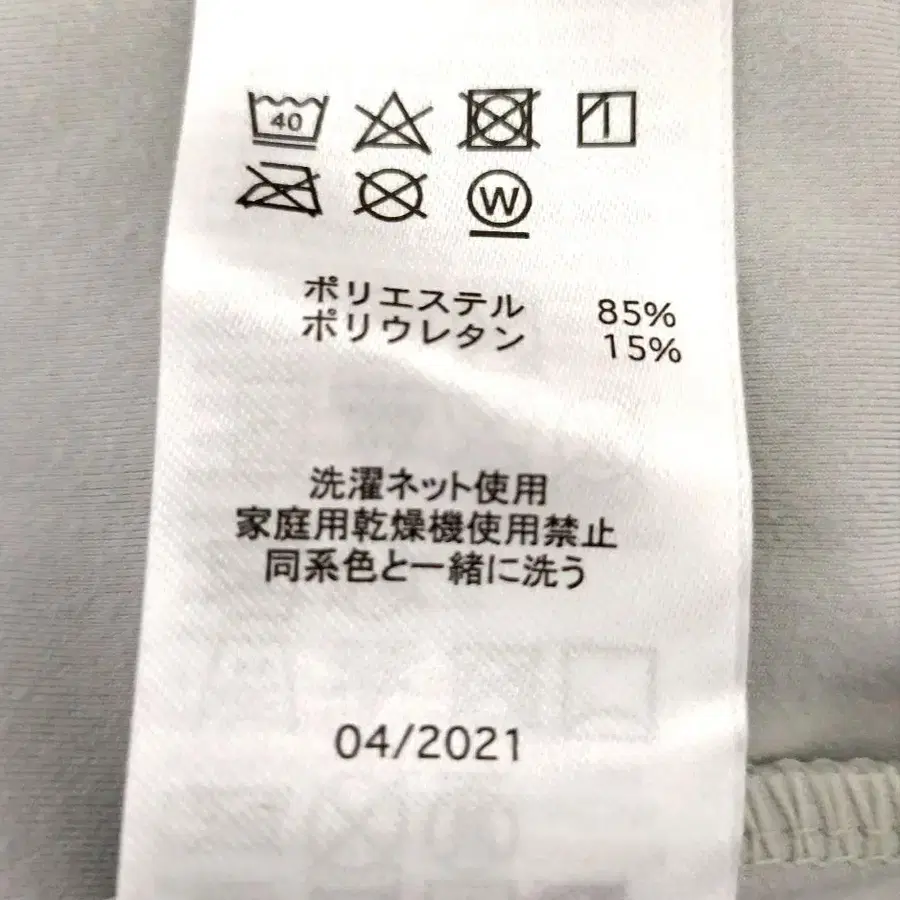 40
W
ポリエステル 85%
ポリウレタン 15%
洗濯ネット使用
家庭用乾燥機使用禁止
同系色と一緒に洗う
04/2021